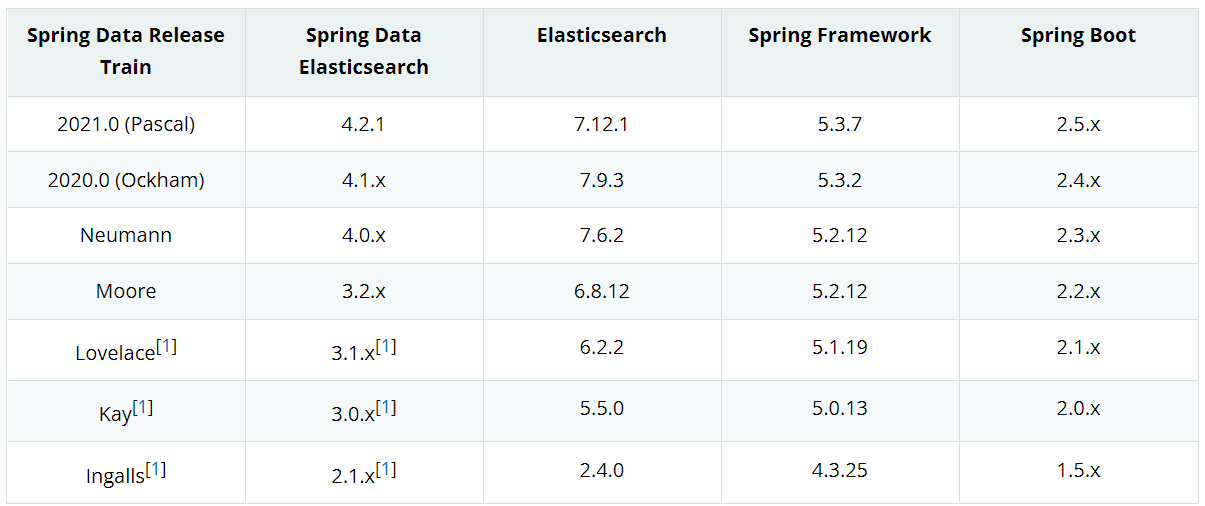 Spring Data Release Train Spring Data Elasticsearch Elasticsearch Spring Framework Spring Boot
2021.0 (Pascal) 4.2.1 7.12.1 5.3.7 2.5.x
2020.0 (Ockham) 4.1.x 7.9.3 5.3.2 2.4.x
Neumann 4.0.x 7.6.2 5.2.12 2.3.x
Moore 3.2.x 6.8.12 5.2.12 2.2.x
Lovelace[1] 3.1.x[1] 6.2.2 5.1.19 2.1.x
Kay[1] 3.0.x[1] 5.5.0 5.0.13 2.0.x
Ingalls[1] 2.1.x[1] 2.4.0 4.3.25 1.5.x